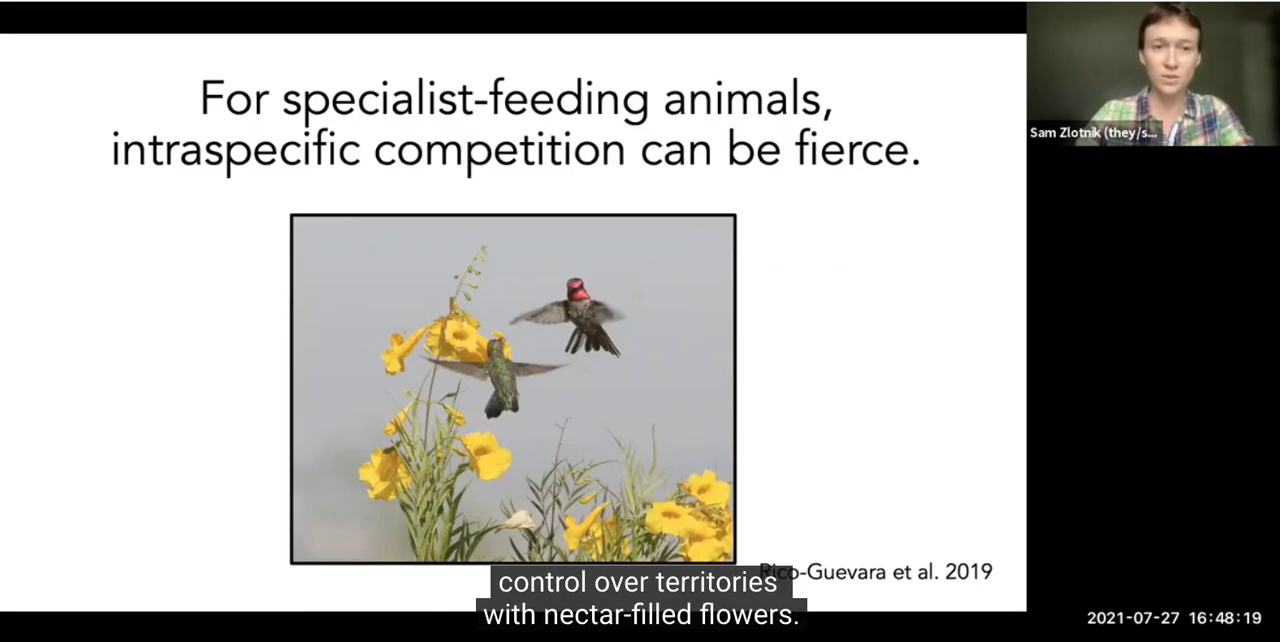 For specialist-feeding animals,
intraspecific competition can be fierce.
Sam Zlotnik (they/s...
Rico-Guevara et al. 2019
control over territories
with nectar-filled flowers.
2021-07-27 16:48:19